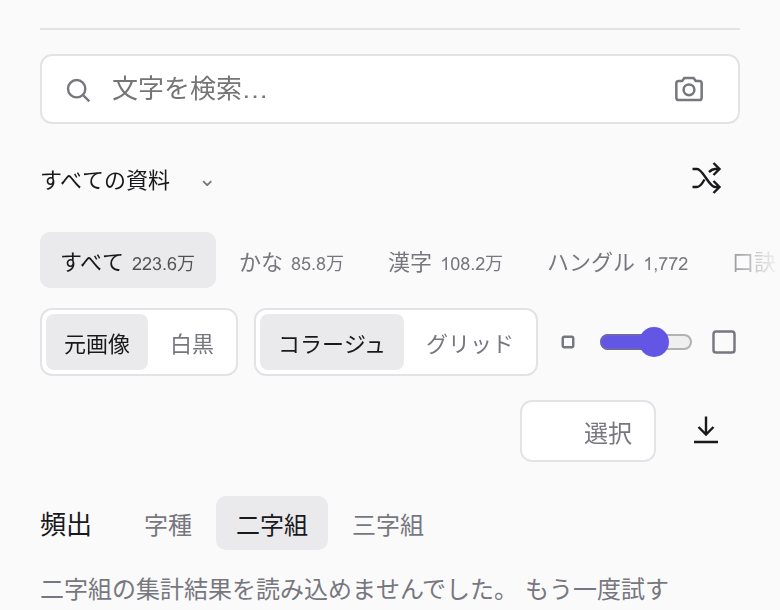 文字を検索…
すべての資料
すべて 223.6万 かな 85.8万 漢字 108.2万 ハングル 1,772 口訣
元画像 白黒 コラージュ グリッド
選択
頻出 字種 二字組 三字組
二字組の集計結果を読み込めませんでした。 もう一度試す